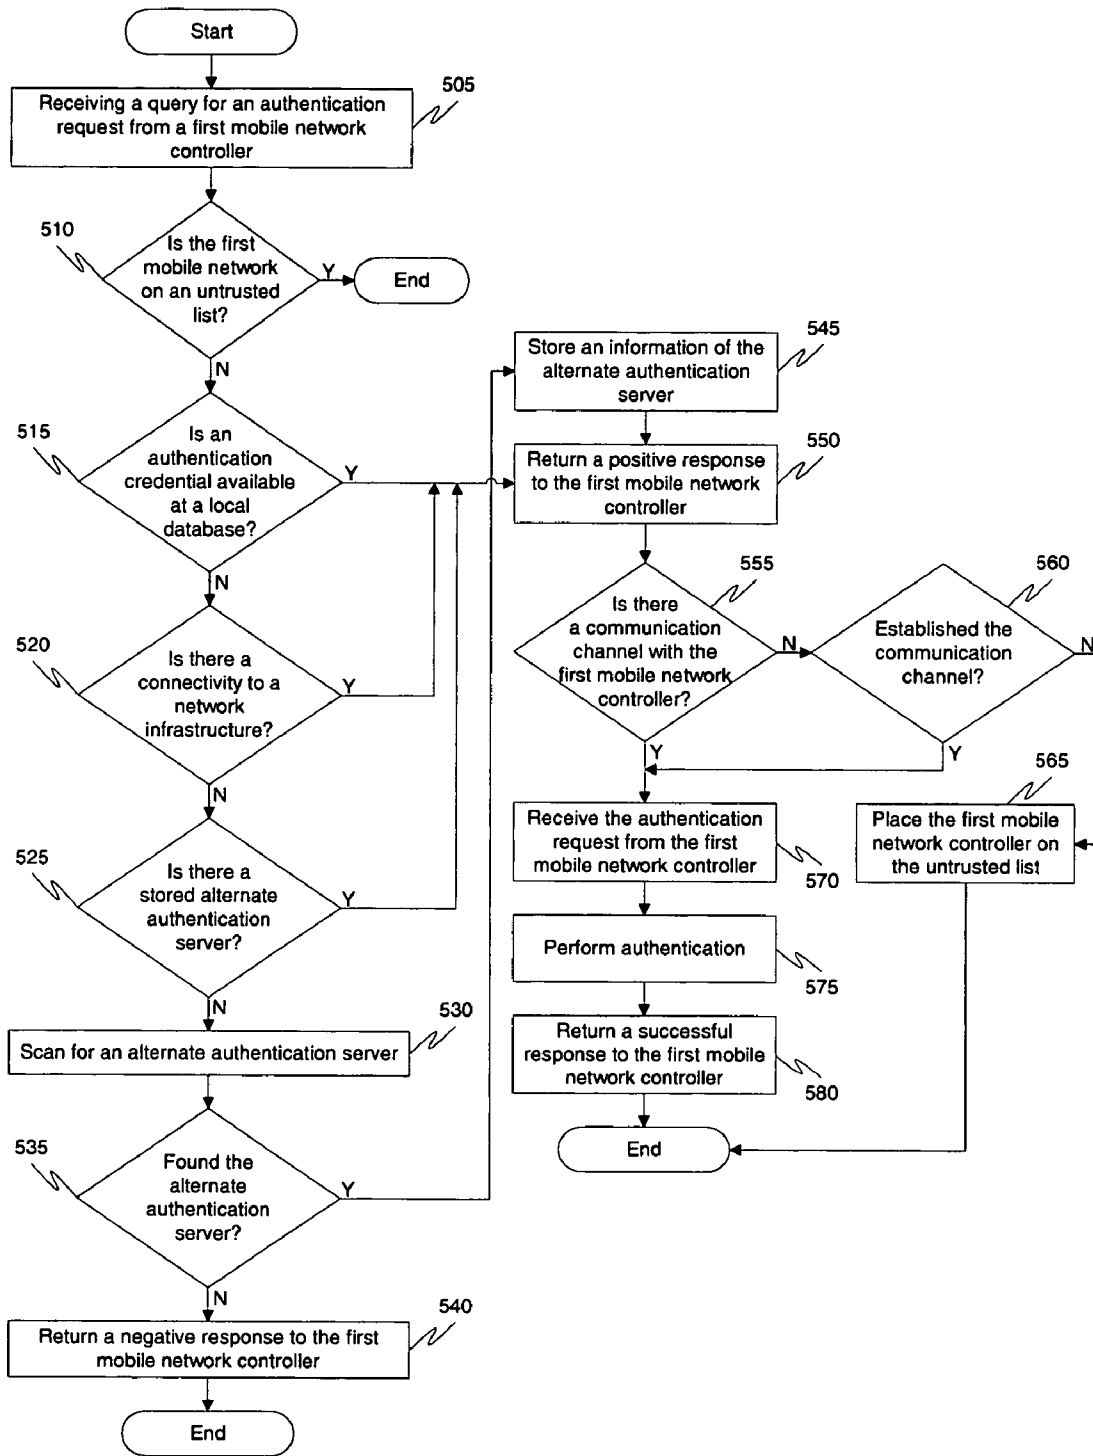 Start
505
Receiving a query for an authentication
request from a first mobile network
controller
510
Is the first
mobile network
on an untrusted
list?
Y
End
N
515
Is an
authentication
credential available
at a local
database?
Y
N
520
Is there a
connectivity to a
network
infrastructure?
Y
N
525
Is there a
stored alternate
authentication
server?
Y
N
530
Scan for an alternate authentication server
535
Found the
alternate
authentication
server?
Y
N
540
Return a negative response to the first
mobile network controller
End
545
Store an information of the
alternate authentication
server
550
Return a positive response
to the first mobile network
controller
555
Is there
a communication
channel with the
first mobile network
controller?
N
Y
560
Established the
communication
channel?
N
Y
565
Place the first mobile
network controller on
the untrusted list
Receive the authentication
request from the first
mobile network controller
570
Perform authentication
575
Return a successful
response to the first mobile
network controller
580
End